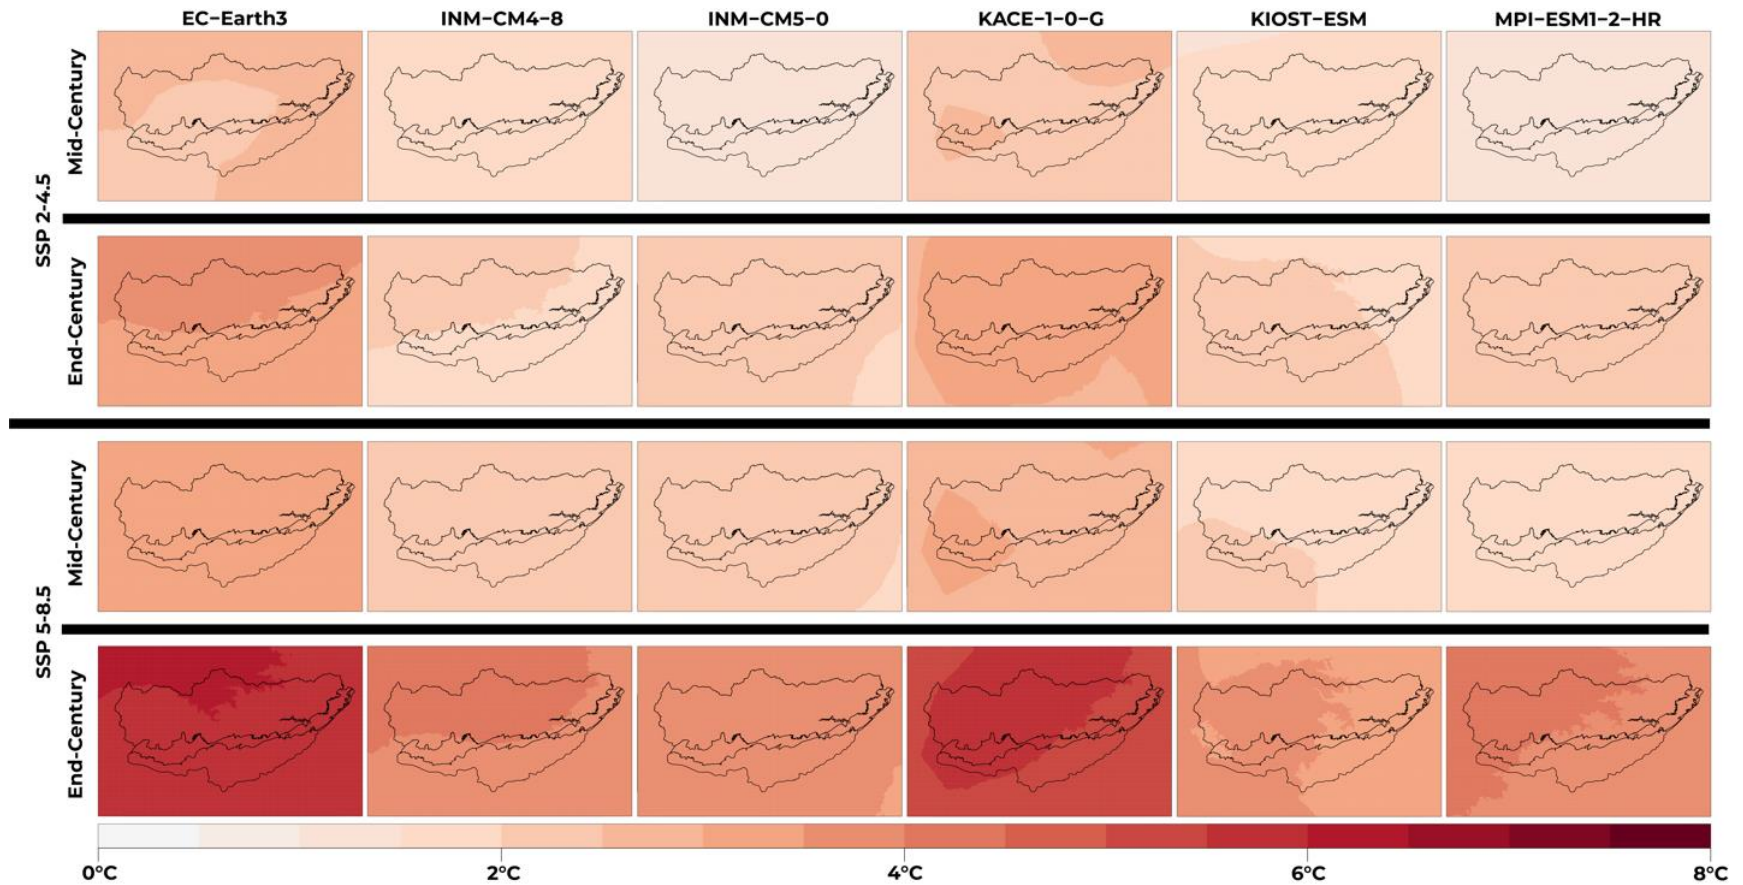 EC−Earth3 INM−CM4−8 INM−CM5−0 KACE−1−0−G KIOST−ESM MPI−ESM1−2−HR
SSP 2-4.5
Mid-Century
End-Century
SSP 5-8.5
Mid-Century
End-Century
0°C 2°C 4°C 6°C 8°C